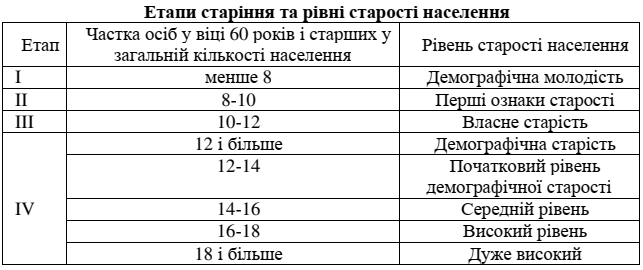 Етапи старіння та рівні старості населення
Етап
Частка осіб у віці 60 років і старших у
загальній кількості населення
Рівень старості населення
I
менше 8
Демографічна молодість
II
8-10
Перші ознаки старості
III
10-12
Власне старість
IV
12 і більше
Демографічна старість
12-14
Початковий рівень
демографічної старості
14-16
Середній рівень
16-18
Високий рівень
18 і більше
Дуже високий